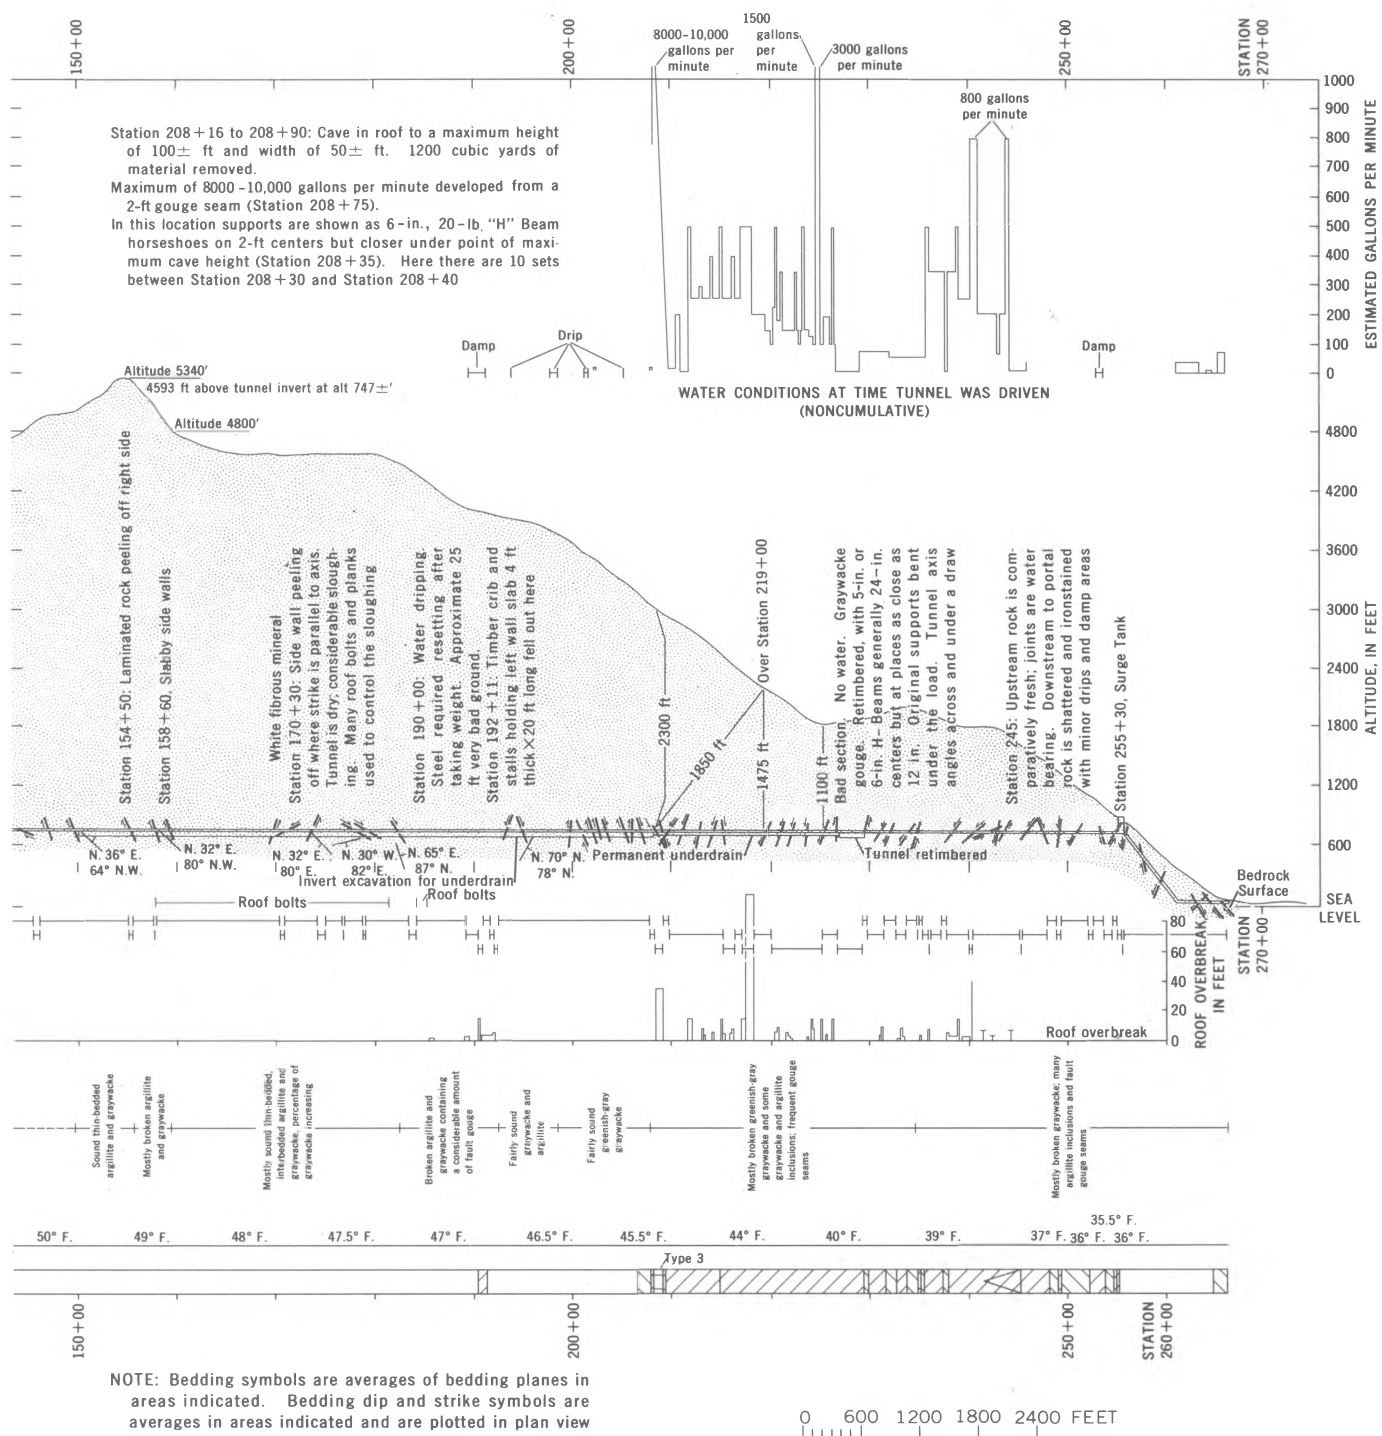 150+00
200+00
250+00
STATION
270+00
8000-10,000
gallons per
minute
1500
gallons
per
minute
3000 gallons
per minute
800 gallons
per minute
1000
900
800
700
600
500
400
300
200
100
0
ESTIMATED GALLONS PER MINUTE
Station 208+16 to 208+90: Cave in roof to a maximum height
of 100± ft and width of 50± ft. 1200 cubic yards of
material removed.
Maximum of 8000-10,000 gallons per minute developed from a
2-ft gouge seam (Station 208+75).
In this location supports are shown as 6-in., 20-lb. "H" Beam
horseshoes on 2-ft centers but closer under point of maxi-
mum cave height (Station 208+35). Here there are 10 sets
between Station 208+30 and Station 208+40
Damp
Drip
Damp
WATER CONDITIONS AT TIME TUNNEL WAS DRIVEN
(NONCUMULATIVE)
Altitude 5340'
4593 ft above tunnel invert at alt 747±'
Altitude 4800'
4800
4200
3600
3000
2400
1800
1200
600
SEA
LEVEL
ALTITUDE, IN FEET
Station 154+50: Laminated rock peeling off right side
Station 158+60, Slabby side walls
White fibrous mineral
Station 170+30: Side wall peeling
off where strike is parallel to axis.
Tunnel is dry, considerable slough-
ing. Many roof bolts and planks
used to control the sloughing
Station 190+00: Water dripping.
Steel required resetting after
taking weight. Approximate 25
ft very bad ground.
Station 192+11: Timber crib and
stalls holding left wall slab 4 ft
thick×20 ft long fell out here
2300 ft
1850 ft
1475 ft
Over Station 219+00
1100 ft
Bad section. No water. Graywacke
gouge. Retimbered, with 5-in. or
6-in. H-Beams generally 24-in.
centers but at places as close as
12 in. Original supports bent
under the load. Tunnel axis
angles across and under a draw
Station 245: Upstream rock is com-
paratively fresh; joints are water
bearing. Downstream to portal
rock is shattered and ironstained
with minor drips and damp areas
Station 255+30, Surge Tank
N. 36° E.
64° N.W.
N. 32° E.
80° N.W.
N. 32° E.
80° E.
N. 30° W.
82° E.
N. 65° E.
87° N.
N. 70° N.
78° N.
Permanent underdrain
Tunnel retimbered
Invert excavation for underdrain
Roof bolts
Roof bolts
Bedrock
Surface
STATION
270+00
80
60
40
20
0
ROOF OVERBREAK,
IN FEET
Roof overbreak
Sound thin-bedded
argillite and graywacke
Mostly broken argillite
and graywacke
Mostly sound thin-bedded,
interbedded argillite and
graywacke, percentage of
graywacke increasing
Broken argillite and
graywacke containing
a considerable amount
of fault gouge
Fairly sound
graywacke and
argillite
Fairly sound
greenish-gray
graywacke
Mostly broken greenish-gray
graywacke and some
graywacke and argillite
inclusions; frequent gouge
seams
Mostly broken graywacke; many
argillite inclusions and fault
gouge seams
50° F.
49° F.
48° F.
47.5° F.
47° F.
46.5° F.
45.5° F.
44° F.
40° F.
39° F.
37° F.
36° F.
35.5° F.
36° F.
Type 3
150+00
200+00
250+00
STATION
260+00
NOTE: Bedding symbols are averages of bedding planes in
areas indicated. Bedding dip and strike symbols are
averages in areas indicated and are plotted in plan view
0 600 1200 1800 2400 FEET